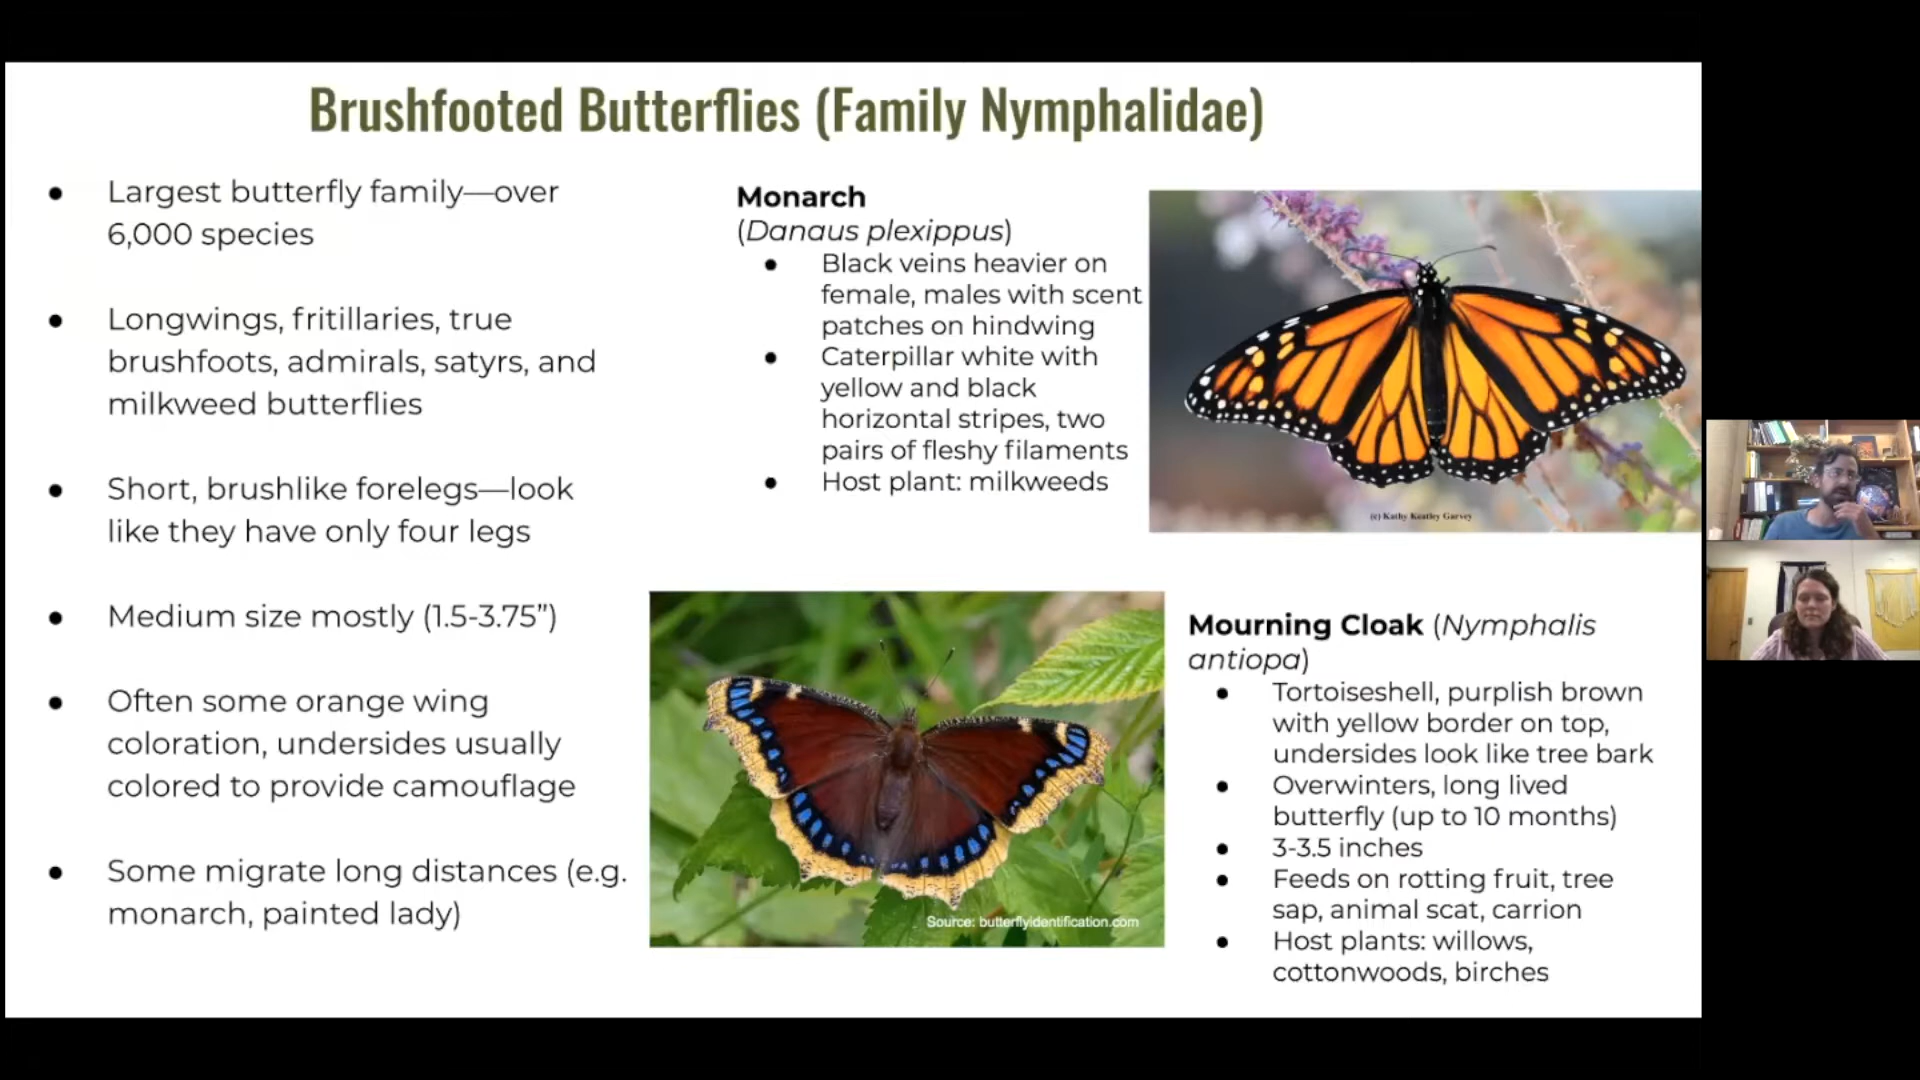 Brushfooted Butterflies (Family Nymphalidae)
● Largest butterfly family—over
6,000 species
● Longwings, fritillaries, true
brushfoots, admirals, satyrs, and
milkweed butterflies
● Short, brushlike forelegs—look
like they have only four legs
● Medium size mostly (1.5-3.75”)
● Often some orange wing
coloration, undersides usually
colored to provide camouflage
● Some migrate long distances (e.g.
monarch, painted lady)
Monarch
(Danaus plexippus)
● Black veins heavier on
female, males with scent
patches on hindwing
● Caterpillar white with
yellow and black
horizontal stripes, two
pairs of fleshy filaments
● Host plant: milkweeds
(c) Kathy Keatley Garvey
Source: butterflyidentification.com
Mourning Cloak (Nymphalis
antiopa)
● Tortoiseshell, purplish brown
with yellow border on top,
undersides look like tree bark
● Overwinters, long lived
butterfly (up to 10 months)
● 3-3.5 inches
● Feeds on rotting fruit, tree
sap, animal scat, carrion
● Host plants: willows,
cottonwoods, birches